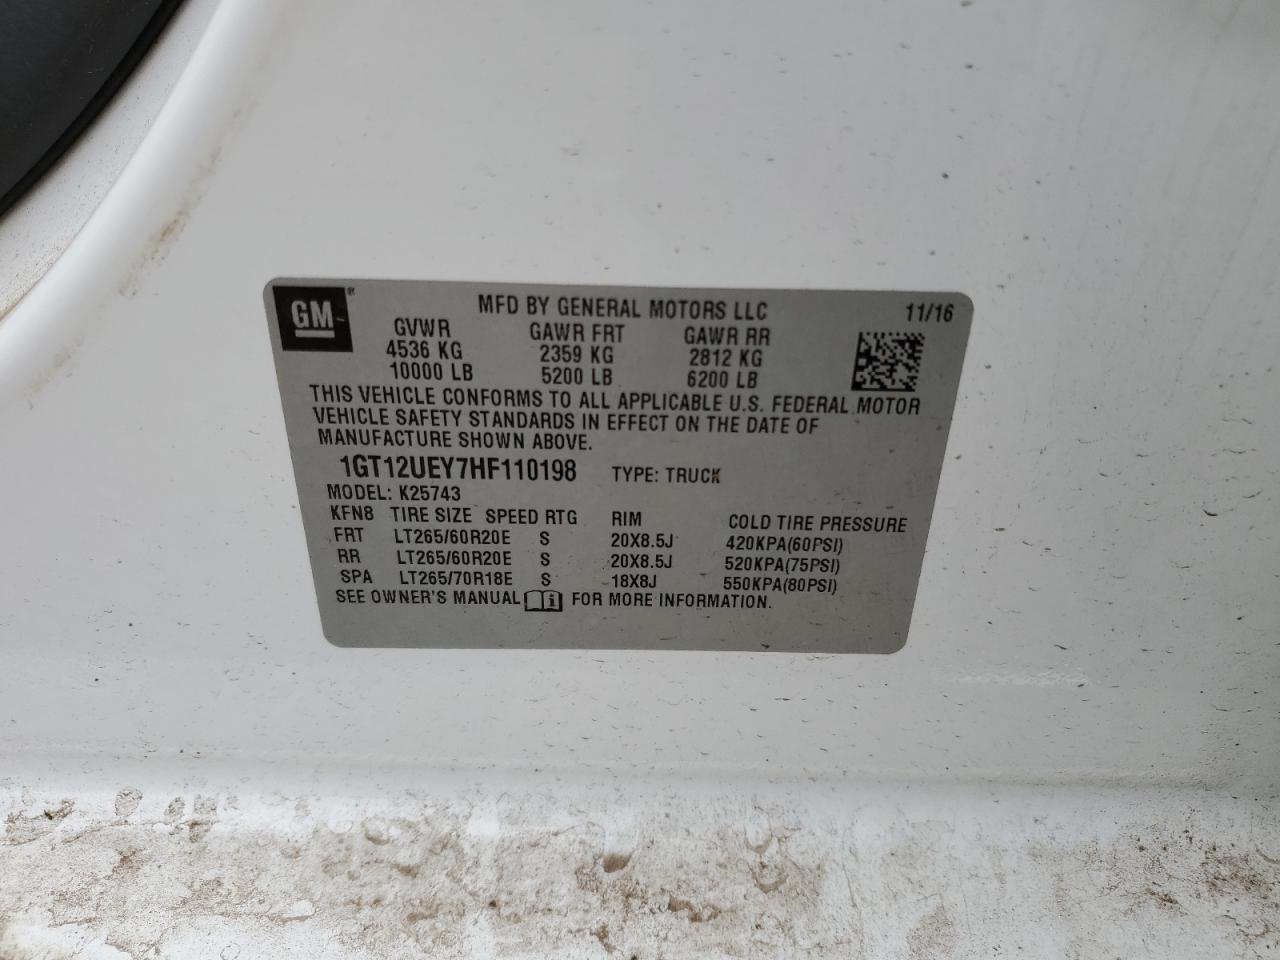 GM ® MFD BY GENERAL MOTORS LLC 11/16
GVWR GAWR FRT GAWR RR
4536 KG 2359 KG 2812 KG
10000 LB 5200 LB 6200 LB
THIS VEHICLE CONFORMS TO ALL APPLICABLE U.S. FEDERAL MOTOR
VEHICLE SAFETY STANDARDS IN EFFECT ON THE DATE OF
MANUFACTURE SHOWN ABOVE.
1GT12UEY7HF110198 TYPE: TRUCK
MODEL: K25743
KFN8 TIRE SIZE SPEED RTG RIM COLD TIRE PRESSURE
FRT LT265/60R20E S 20X8.5J 420KPA(60PSI)
RR LT265/60R20E S 20X8.5J 520KPA(75PSI)
SPA LT265/70R18E S 18X8J 550KPA(80PSI)
SEE OWNER'S MANUAL i FOR MORE INFORMATION.